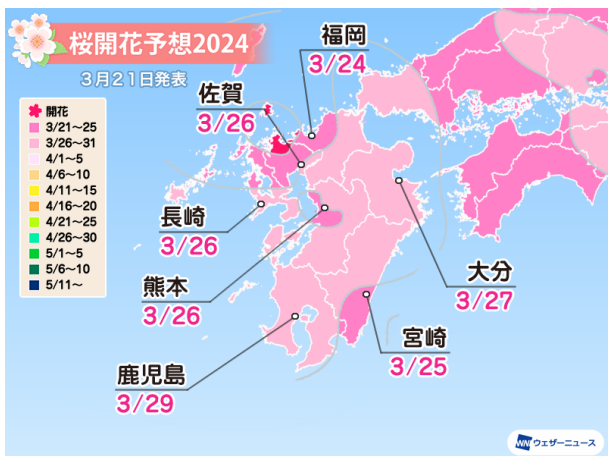 桜開花予想2024
3月21日発表
開花
3/21～25
3/26～31
4/1～5
4/6～10
4/11～15
4/16～20
4/21～25
4/26～30
5/1～5
5/6～10
5/11～
福岡
3/24
佐賀
3/26
長崎
3/26
熊本
3/26
大分
3/27
宮崎
3/25
鹿児島
3/29
WN ウェザーニュース